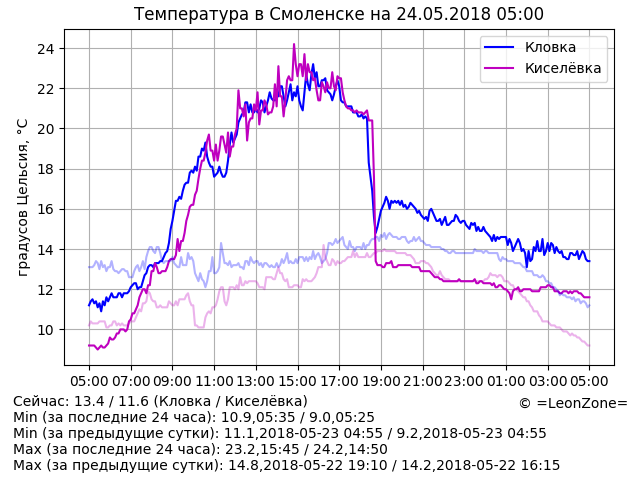 Температура в Смоленске на 24.05.2018 05:00
градусов Цельсия, °C
24
22
20
18
16
14
12
10
Кловка
Киселёвка
05:00 07:00 09:00 11:00 13:00 15:00 17:00 19:00 21:00 23:00 01:00 03:00 05:00
Сейчас: 13.4 / 11.6 (Кловка / Киселёвка)
© =LeonZone=
Min (за последние 24 часа): 10.9,05:35 / 9.0,05:25
Min (за предыдущие сутки): 11.1,2018-05-23 04:55 / 9.2,2018-05-23 04:55
Max (за последние 24 часа): 23.2,15:45 / 24.2,14:50
Max (за предыдущие сутки): 14.8,2018-05-22 19:10 / 14.2,2018-05-22 16:15